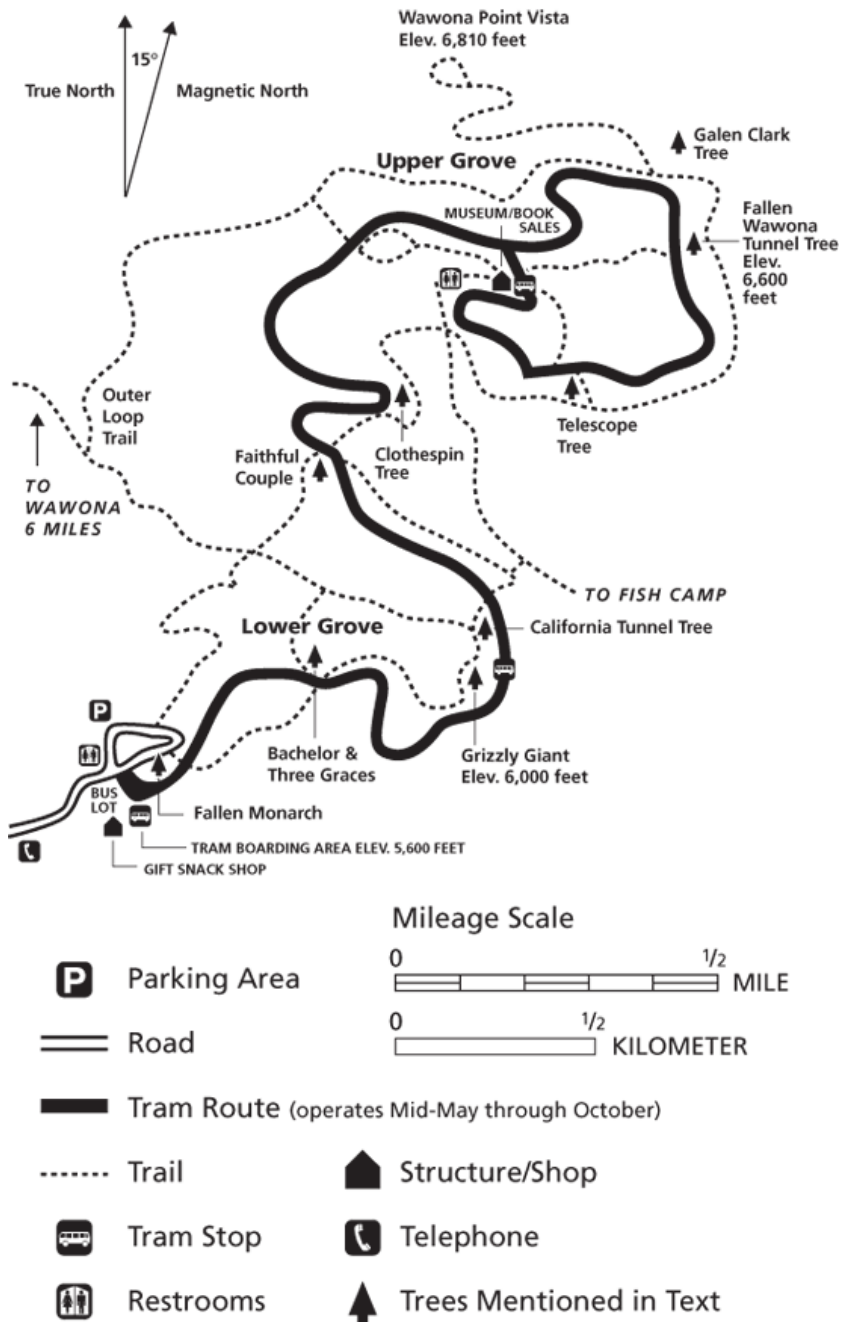 Wawona Point Vista
Elev. 6,810 feet
15°
True North
Magnetic North
Galen Clark
Tree
Upper Grove
MUSEUM/BOOK
SALES
Fallen
Wawona
Tunnel Tree
Elev.
6,600
feet
Outer
Loop
Trail
TO
WAWONA
6 MILES
Faithful
Couple
Clothespin
Tree
Telescope
Tree
TO FISH CAMP
Lower Grove
California Tunnel Tree
P
Bachelor &
Three Graces
Grizzly Giant
Elev. 6,000 feet
BUS
LOT
Fallen Monarch
TRAM BOARDING AREA ELEV. 5,600 FEET
GIFT SNACK SHOP
Mileage Scale
0 1/2
MILE
0 1/2
KILOMETER
P Parking Area
Road
Tram Route (operates Mid-May through October)
Trail
Structure/Shop
Tram Stop
Telephone
Restrooms
Trees Mentioned in Text